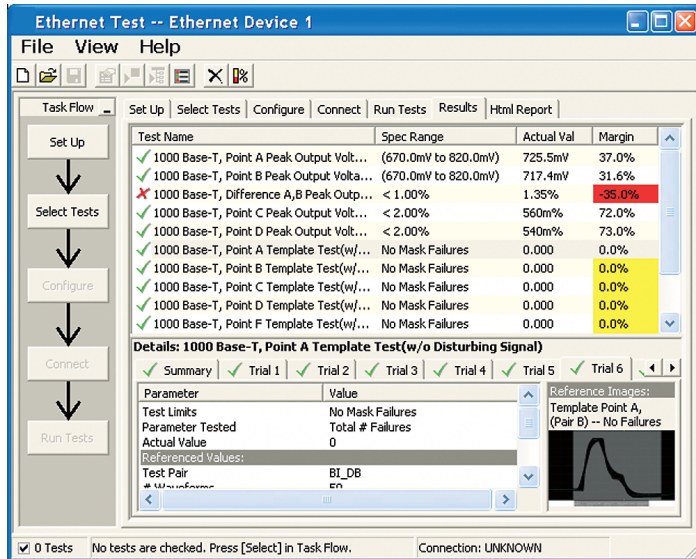 Ethernet Test -- Ethernet Device 1
File View Help
Task Flow
Set Up
Select Tests
Configure
Connect
Run Tests
Set Up Select Tests Configure Connect Run Tests Results Html Report
Test Name Spec Range Actual Val Margin
1000 Base-T, Point A Peak Output Volt... (670.0mV to 820.0mV) 725.5mV 37.0%
1000 Base-T, Point B Peak Output Volta... (670.0mV to 820.0mV) 717.4mV 31.6%
1000 Base-T, Difference A,B Peak Outp... < 1.00% 1.35% -35.0%
1000 Base-T, Point C Peak Output Volt... < 2.00% 560m% 72.0%
1000 Base-T, Point D Peak Output Volt... < 2.00% 540m% 73.0%
1000 Base-T, Point A Template Test(w/... No Mask Failures 0.000 0.0%
1000 Base-T, Point B Template Test(w/... No Mask Failures 0.000 0.0%
1000 Base-T, Point C Template Test(w/... No Mask Failures 0.000 0.0%
1000 Base-T, Point D Template Test(w/... No Mask Failures 0.000 0.0%
1000 Base-T, Point F Template Test(w/... No Mask Failures 0.000 0.0%
Details: 1000 Base-T, Point A Template Test(w/o Disturbing Signal)
Summary Trial 1 Trial 2 Trial 3 Trial 4 Trial 5 Trial 6
Parameter Value
Test Limits No Mask Failures
Parameter Tested Total # Failures
Actual Value 0
Referenced Values:
Test Pair BI_DB
# Waveforms
Reference Images:
Template Point A,
(Pair B) -- No Failures
0 Tests No tests are checked. Press [Select] in Task Flow. Connection: UNKNOWN